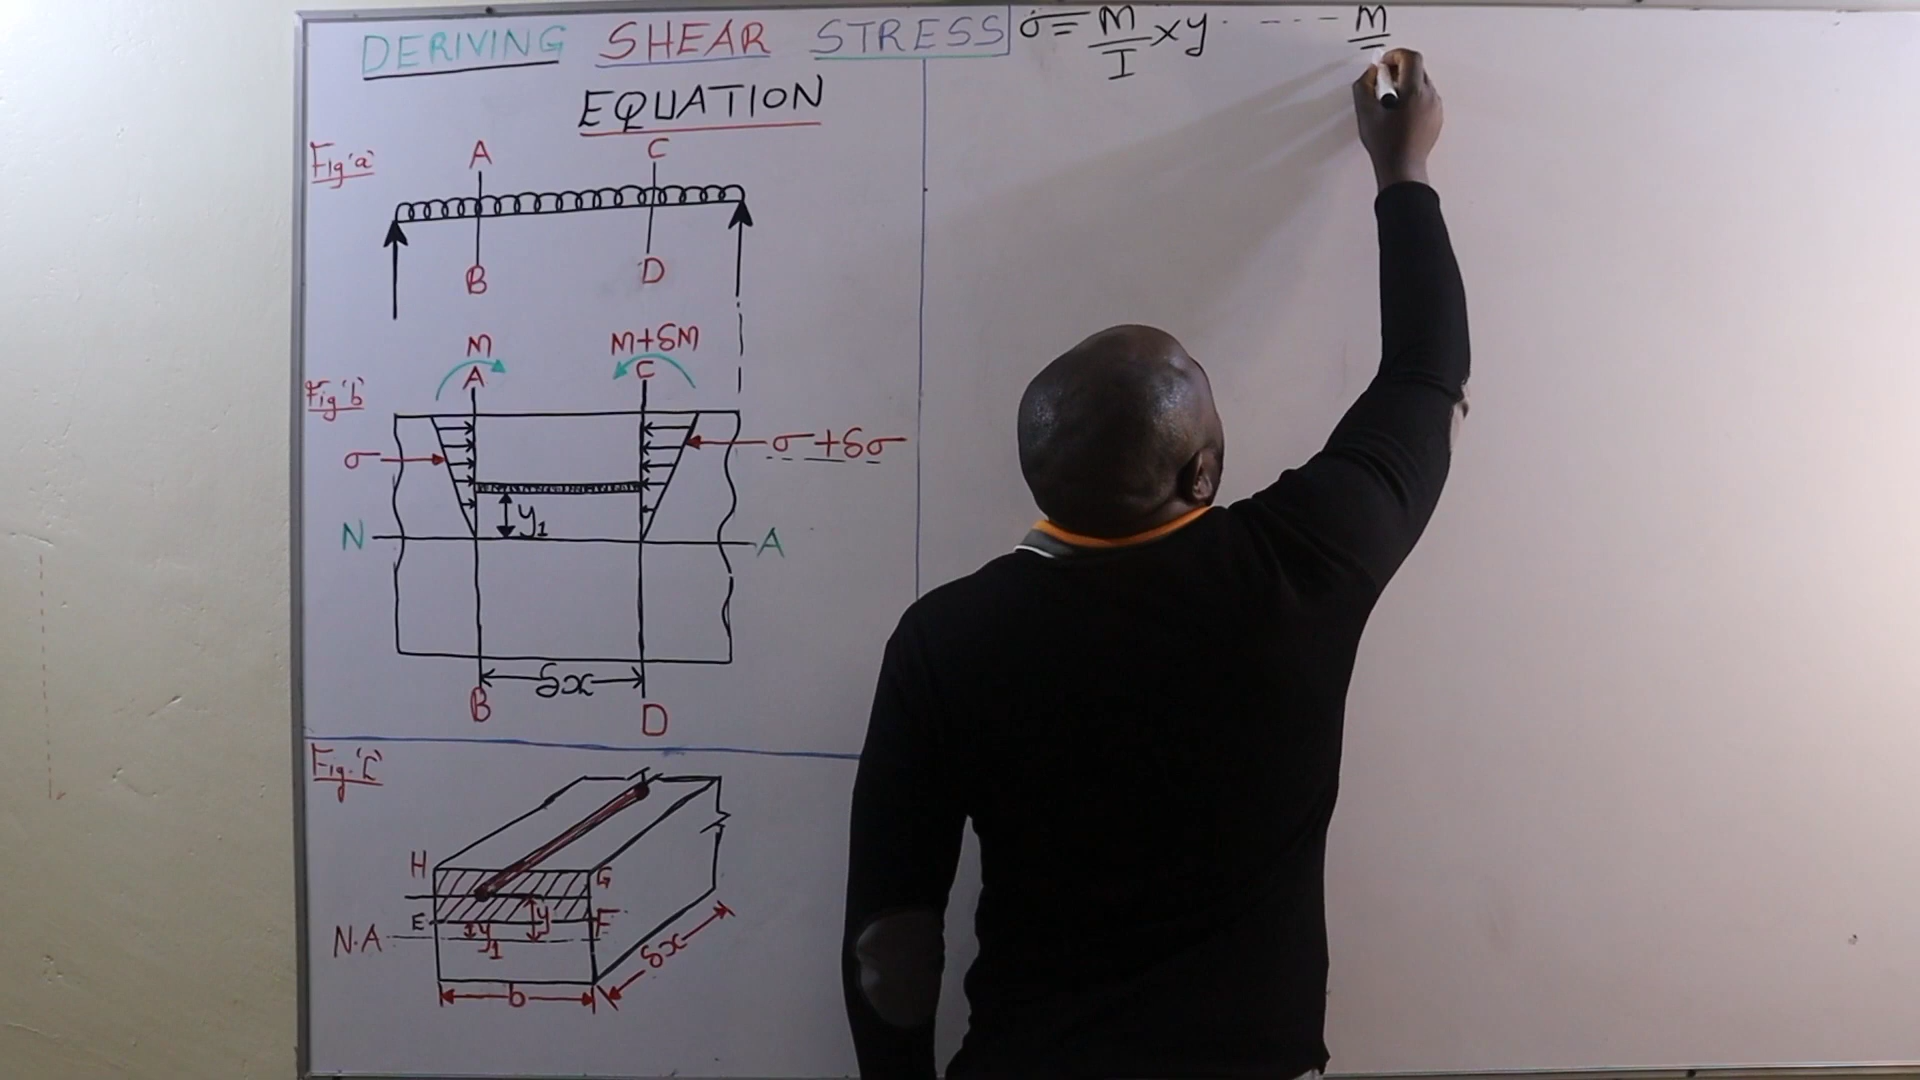 DERIVING SHEAR STRESS
EQUATION
σ = M/I × y ---- M
Fig 'a'
A C
B D
M M+δM
A C
Fig 'b'
σ σ+δσ
y₁
N A
δx
B D
Fig. 'C'
H G
E y F
y₁
N.A
δx
b